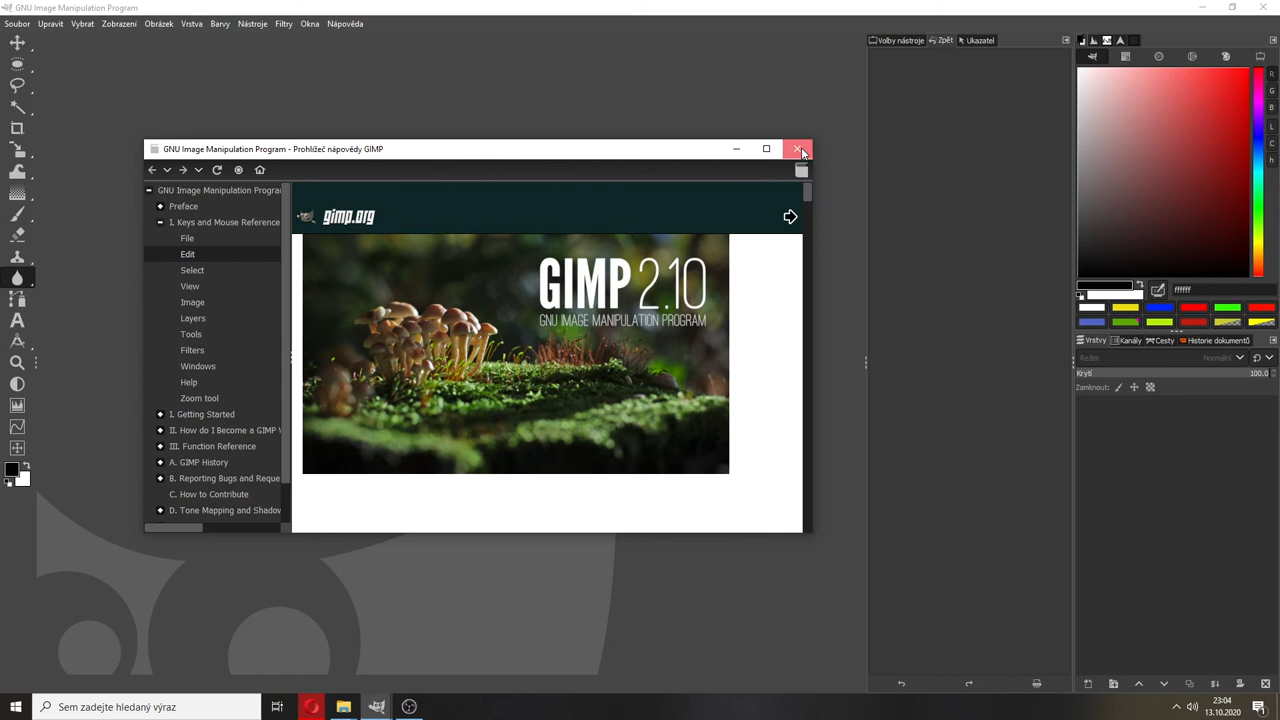 GNU Image Manipulation Program
Soubor Upravit Vybrat Zobrazení Obrázek Vrstva Barvy Nástroje Filtry Okna Nápověda
Volby nástroje Zpět Ukazatel
GNU Image Manipulation Program - Prohlížeč nápovědy GIMP
GNU Image Manipulation Progra
Preface
I. Keys and Mouse Reference
File
Edit
Select
View
Image
Layers
Tools
Filters
Windows
Help
Zoom tool
I. Getting Started
II. How do I Become a GIMP
III. Function Reference
A. GIMP History
B. Reporting Bugs and Reque
C. How to Contribute
D. Tone Mapping and Shadow
gimp.org
GIMP 2.10
GNU IMAGE MANIPULATION PROGRAM
R
G
B
L
C
h
ffffff
Vrstvy Kanály Cesty Historie dokumentů
Režim Normální
Krytí 100.0
Zamknout:
Sem zadejte hledaný výraz
23:04
13.10.2020
1